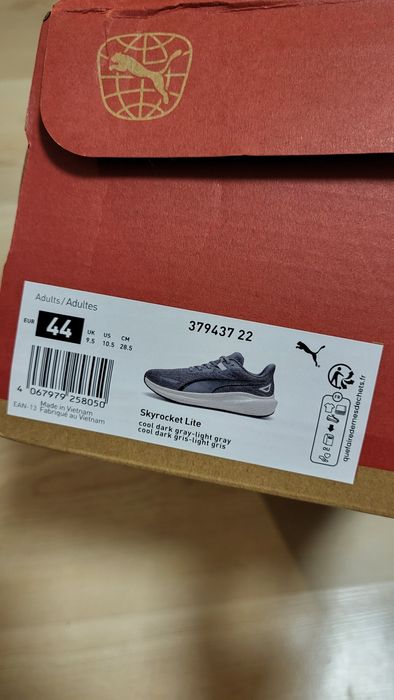 Adults/Adultes
EUR 44 UK 9.5 US 10.5 CM 28.5
379437 22
4 067979 258050
EAN-13
Made in Vietnam
Fabriqué au Vietnam
Skyrocket Lite
cool dark gray-light gray
cool dark gris-light gris
FR
quefairedemesdechets.fr